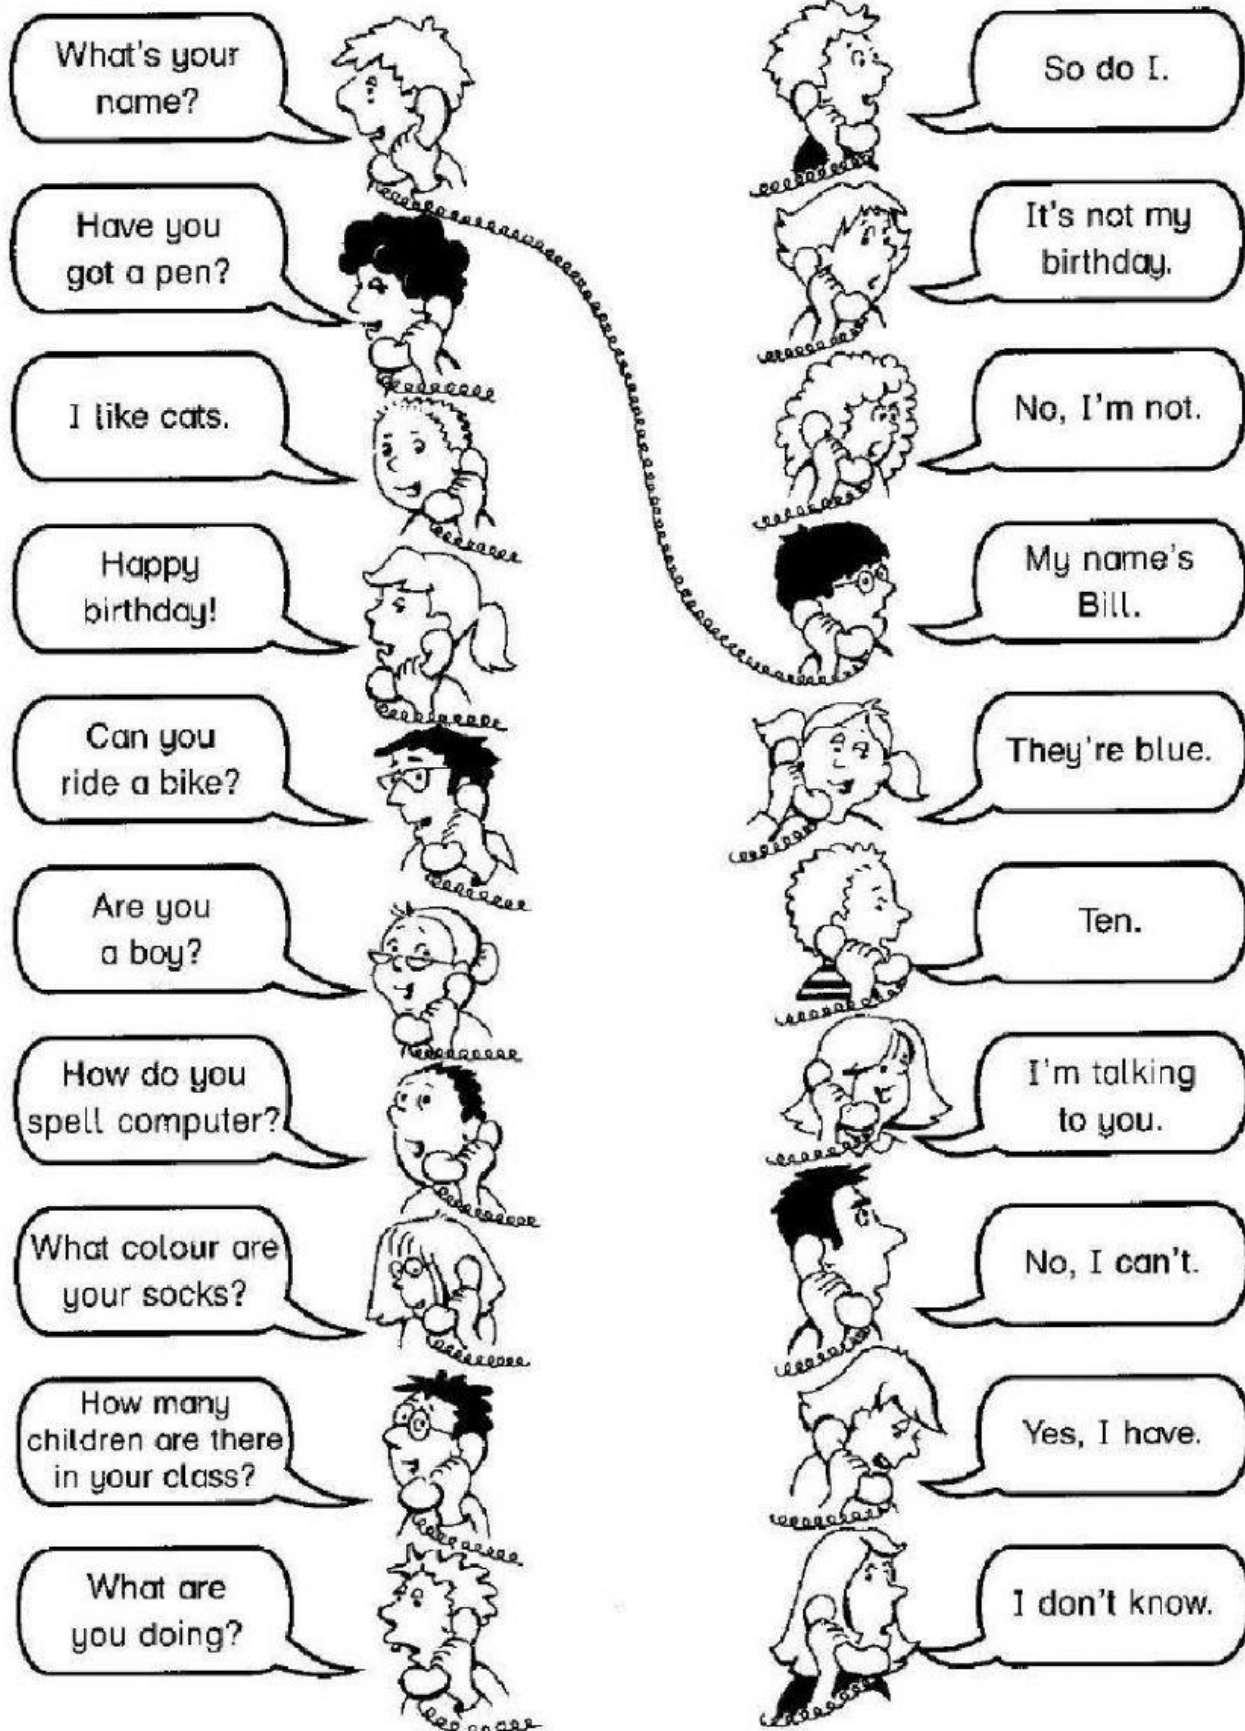 What's your
name?
Have you
got a pen?
I like cats.
Happy
birthday!
Can you
ride a bike?
Are you
a boy?
How do you
spell computer?
What colour are
your socks?
How many
children are there
in your class?
What are
you doing?
So do I.
It's not my
birthday.
No, I'm not.
My name's
Bill.
They're blue.
Ten.
I'm talking
to you.
No, I can't.
Yes, I have.
I don't know.